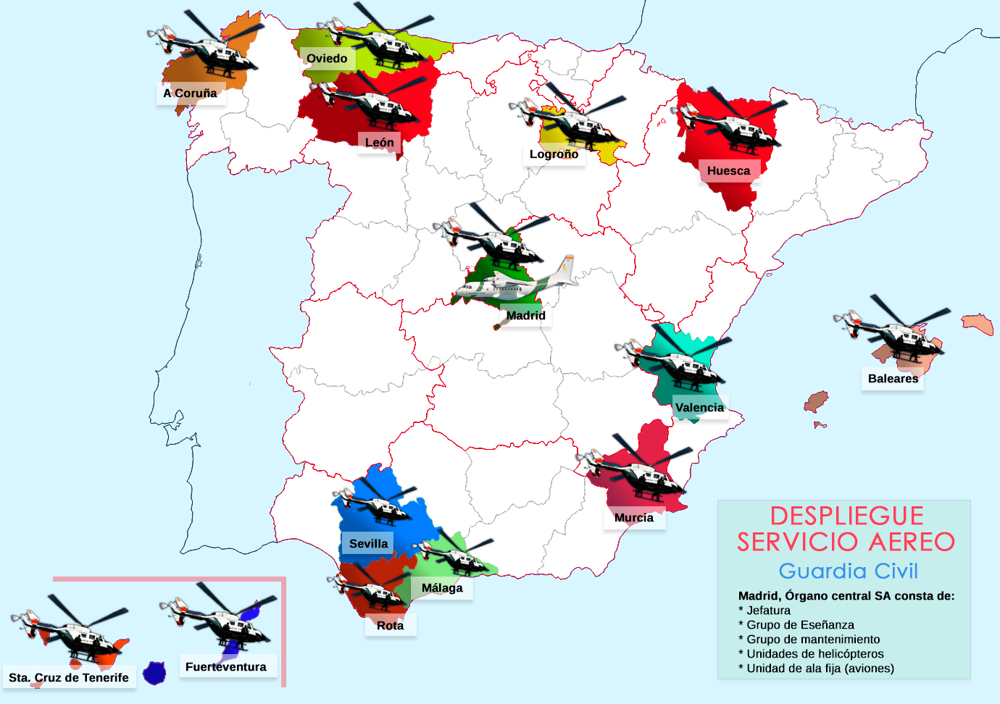 Oviedo
A Coruña
León
Logroño
Huesca
Madrid
Baleares
Valencia
Murcia
Sevilla
Málaga
Rota
Fuerteventura
Sta. Cruz de Tenerife
DESPLIEGUE
SERVICIO AEREO
Guardia Civil
Madrid, Órgano central SA consta de:
* Jefatura
* Grupo de Eseñanza
* Grupo de mantenimiento
* Unidades de helicópteros
* Unidad de ala fija (aviones)